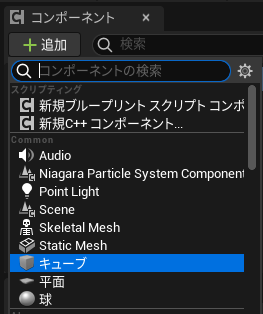 コンポーネント
追加
検索
コンポーネントの検索
スクリプティング
新規ブループリント スクリプト コンポ
新規C++ コンポーネント...
Common
Audio
Niagara Particle System Component
Point Light
Scene
Skeletal Mesh
Static Mesh
キューブ
平面
球